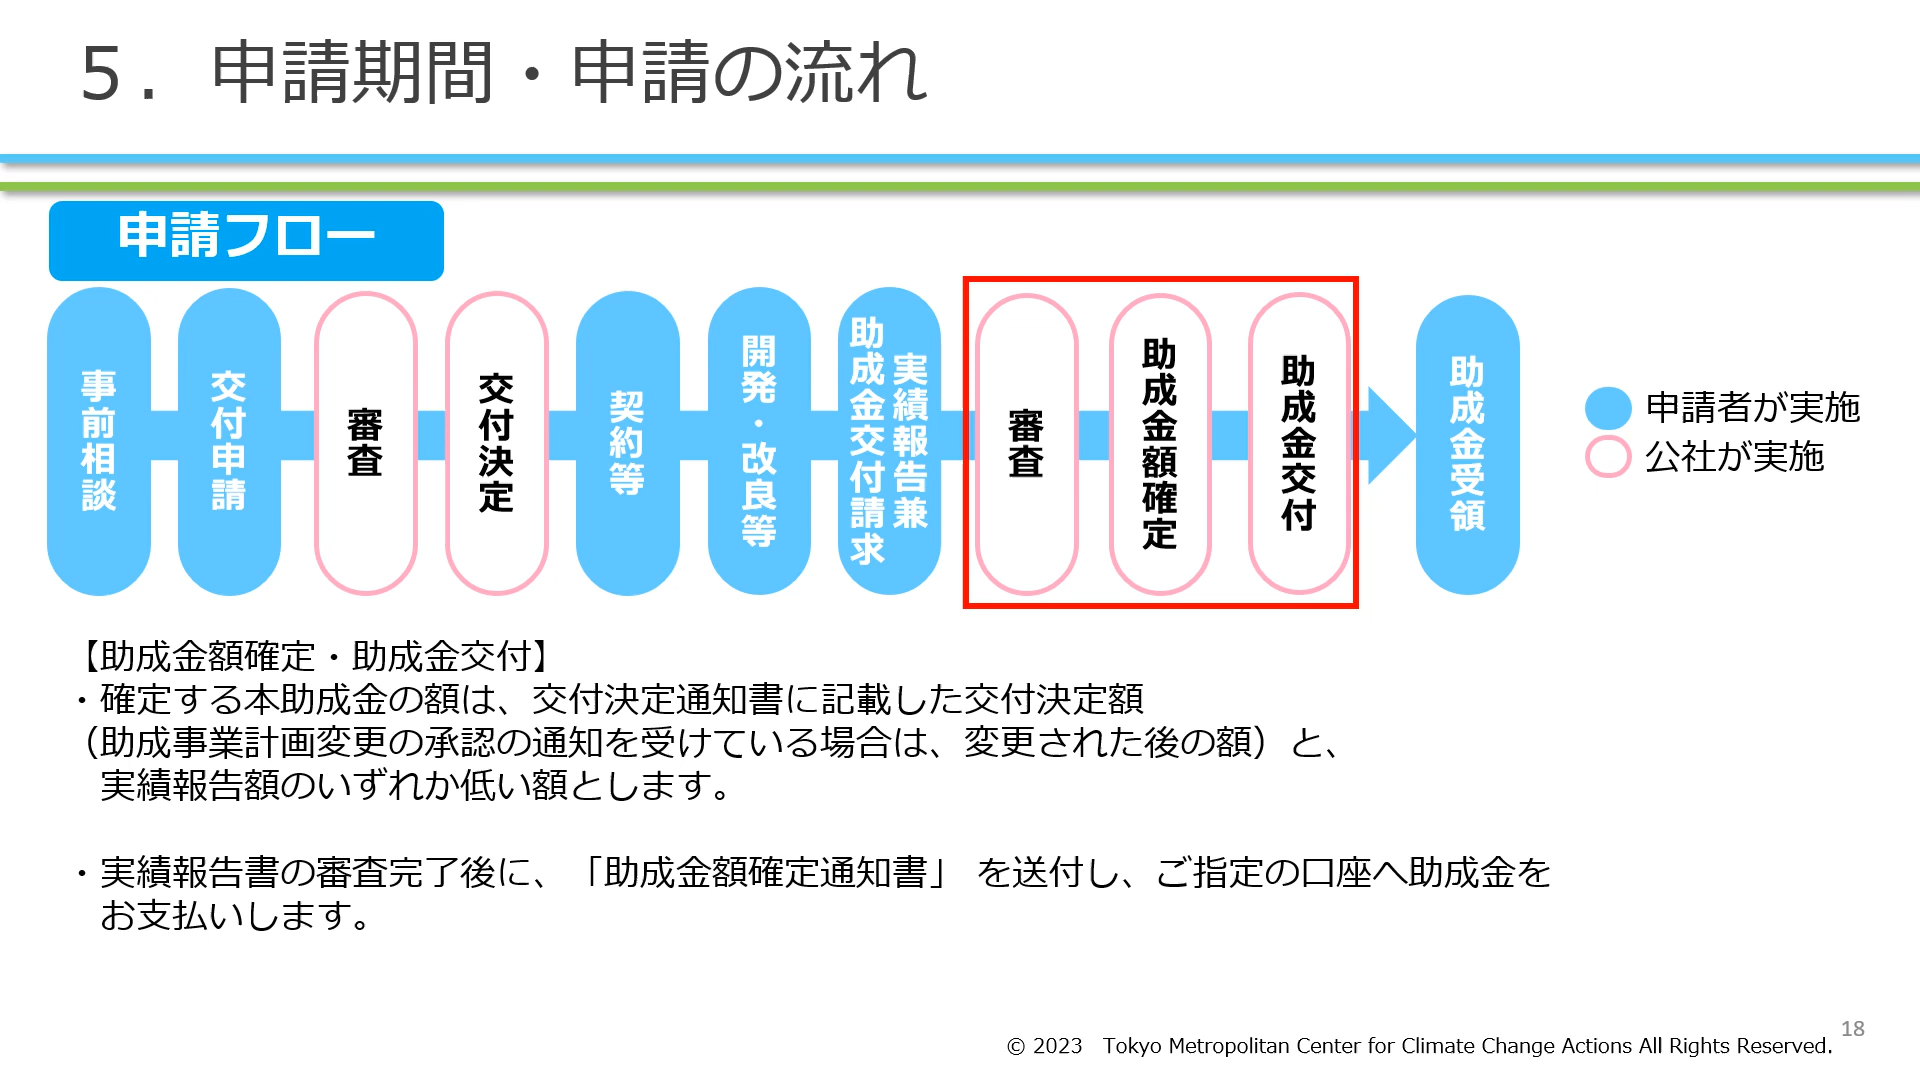 5．申請期間・申請の流れ
申請フロー
事前相談
交付申請
審査
交付決定
契約等
開発・改良等
実績報告兼
助成金交付請求
審査
助成金額確定
助成金交付
助成金受領
申請者が実施
公社が実施
【助成金額確定・助成金交付】
・確定する本助成金の額は、交付決定通知書に記載した交付決定額
（助成事業計画変更の承認の通知を受けている場合は、変更された後の額）と、
実績報告額のいずれか低い額とします。
・実績報告書の審査完了後に、「助成金額確定通知書」 を送付し、ご指定の口座へ助成金を
お支払いします。
18
© 2023　Tokyo Metropolitan Center for Climate Change Actions All Rights Reserved.